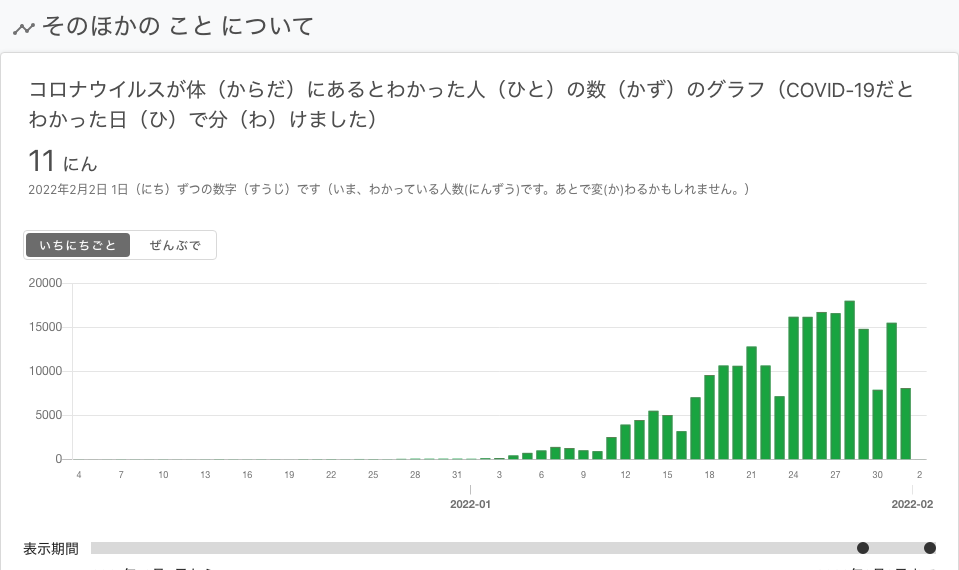 そのほかの こと について
コロナウイルスが体（からだ）にあるとわかった人（ひと）の数（かず）のグラフ（COVID-19だと
わかった日（ひ）で分（わ）けました）
11 にん
2022年2月2日 1日（にち）ずつの数字（すうじ）です（いま、わかっている人数(にんずう)です。あとで変(か)わるかもしれません。）
いちにちごと ぜんぶで
20000
15000
10000
5000
0
4 7 10 13 16 19 22 25 28 31 3 6 9 12 15 18 21 24 27 30 2
2022-01 2022-02
表示期間